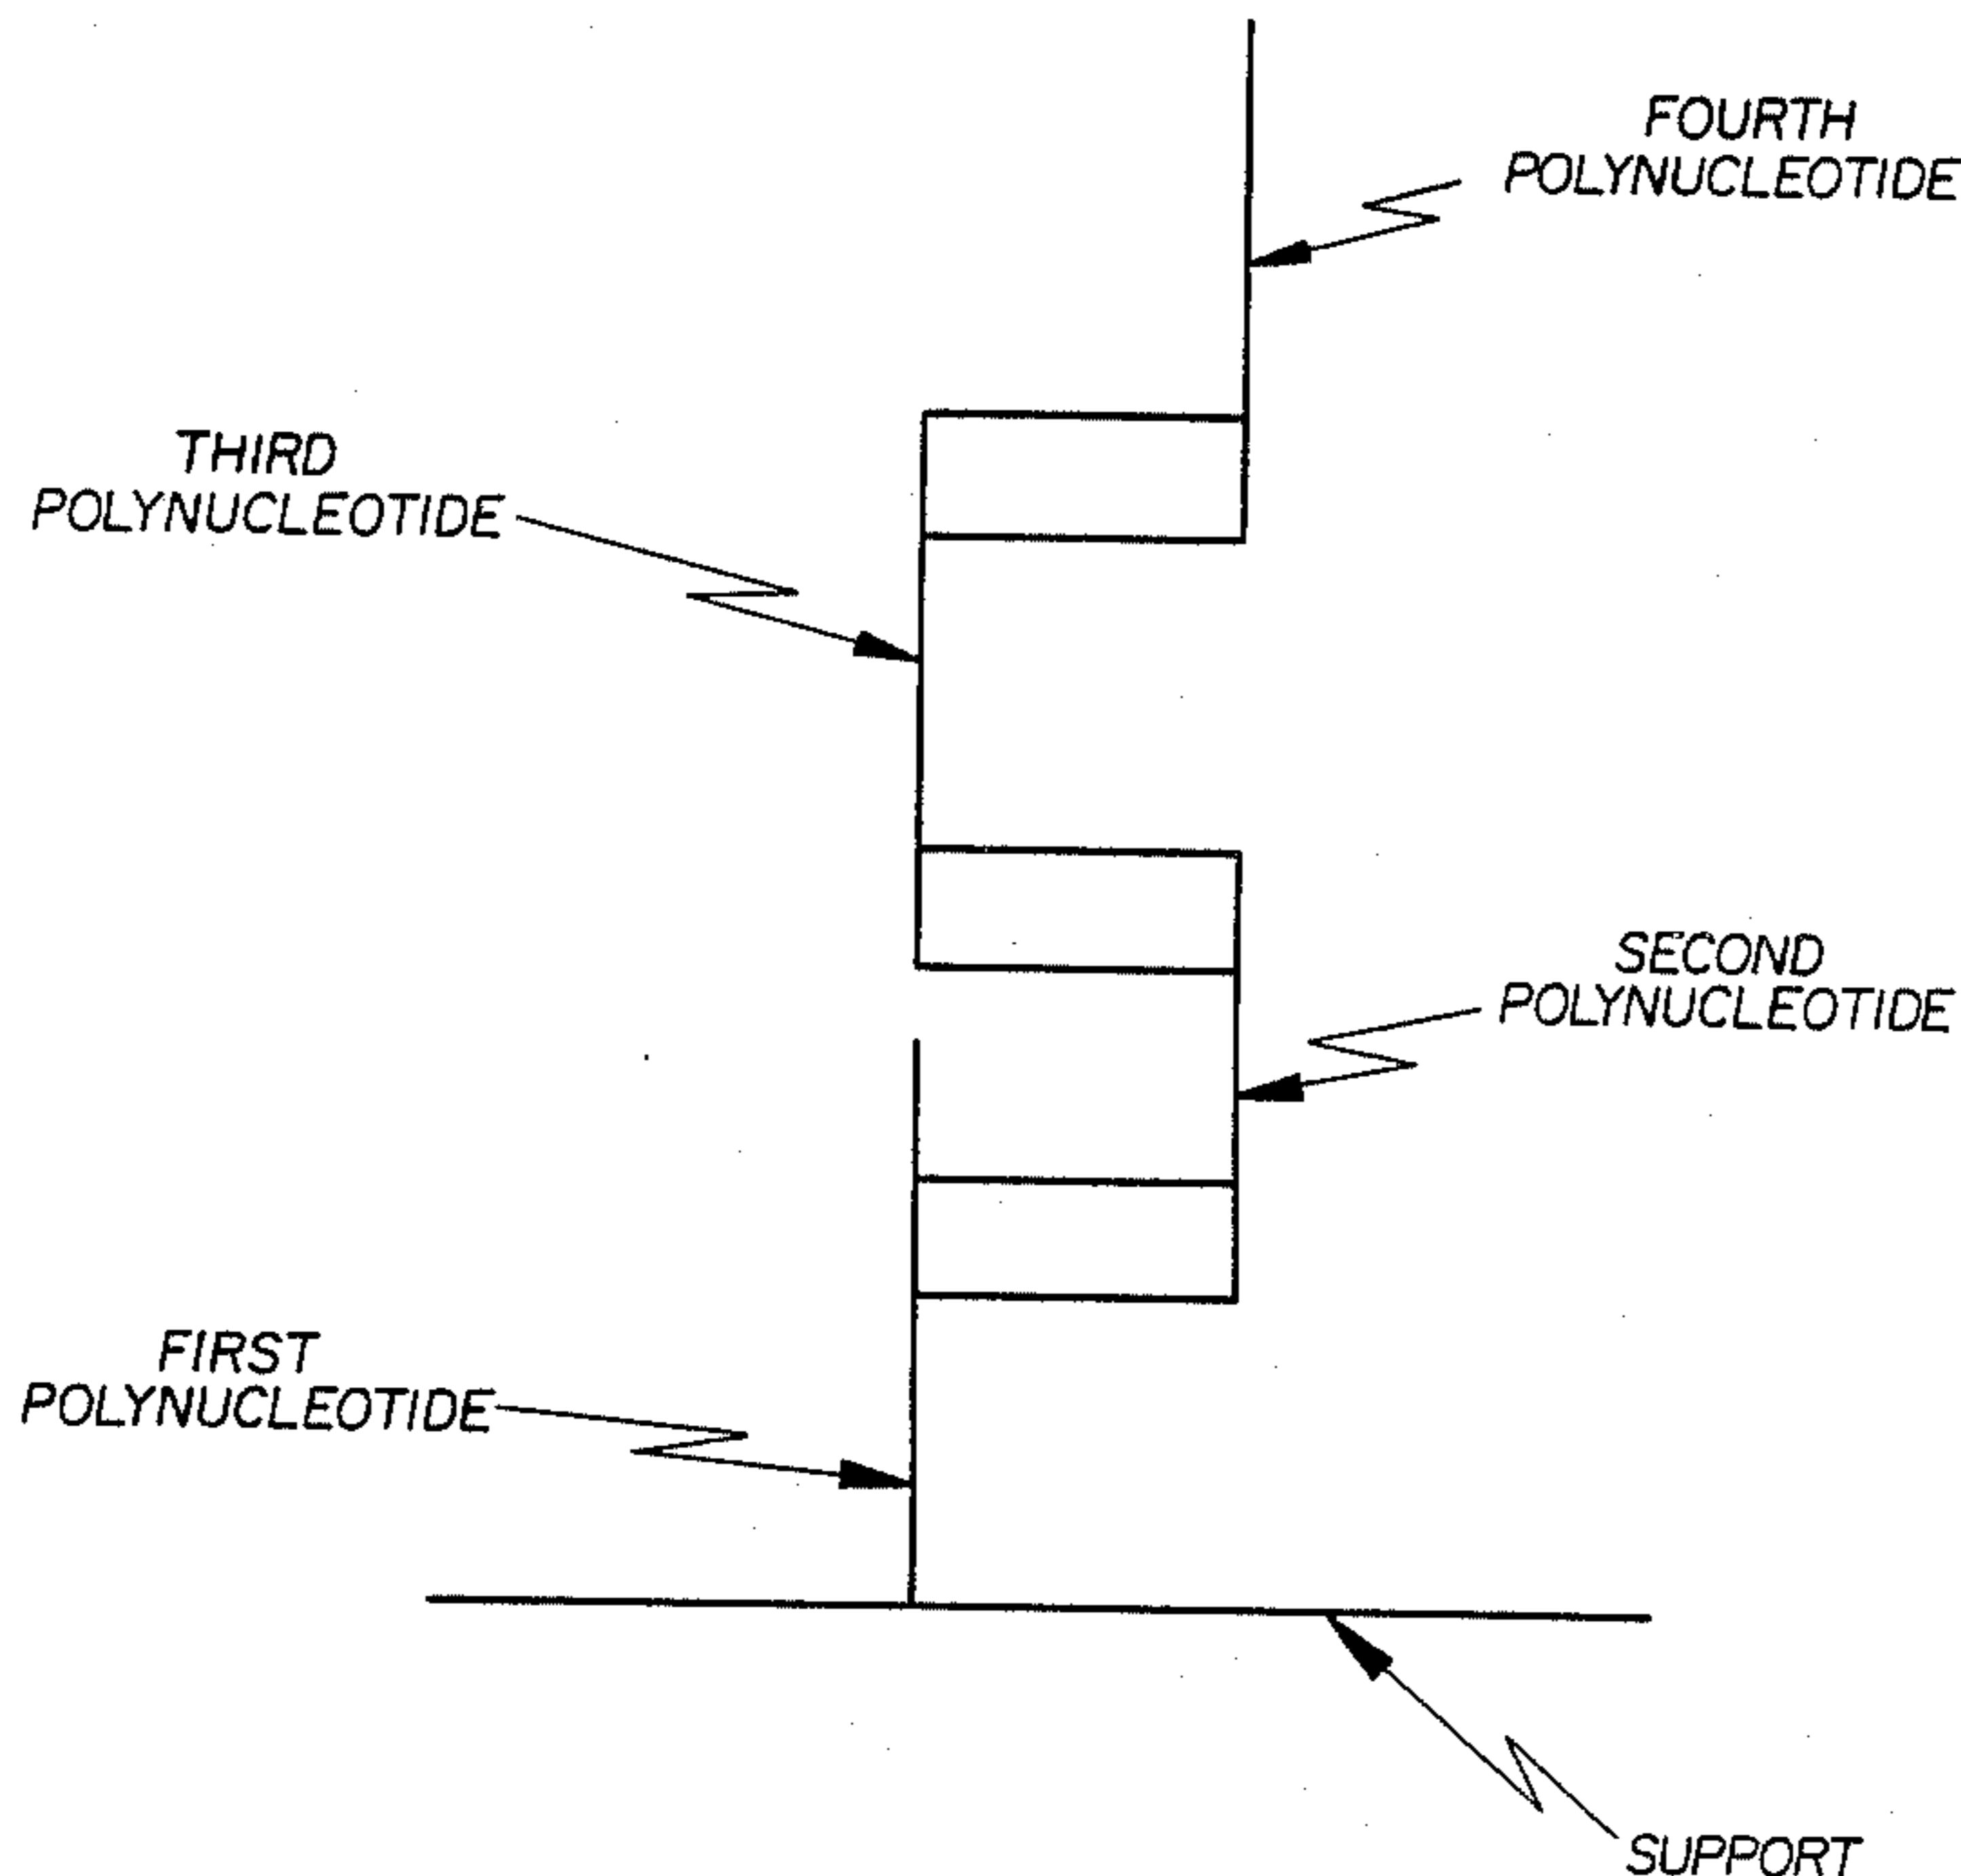 FOURTH
POLYNUCLEOTIDE
THIRD
POLYNUCLEOTIDE
SECOND
POLYNUCLEOTIDE
FIRST
POLYNUCLEOTIDE
SUPPORT